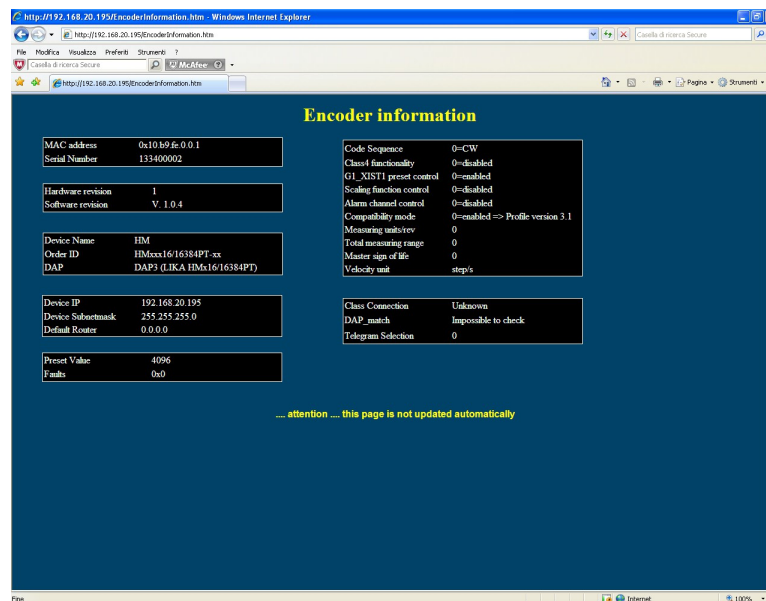 http://192.168.20.195/EncoderInformation.htm - Windows Internet Explorer
http://192.168.20.195/EncoderInformation.htm
Casella di ricerca Secure
File Modifica Visualizza Preferiti Strumenti ?
Casella di ricerca Secure McAfee
http://192.168.20.195/EncoderInformation.htm
Pagina Strumenti
Encoder information
MAC address 0x10.b9.fe.0.0.1
Serial Number 133400002
Hardware revision 1
Software revision V. 1.0.4
Device Name HM
Order ID HMxxx16/16384PT-xx
DAP DAP3 (LIKA HMx16/16384PT)
Device IP 192.168.20.195
Device Subnetmask 255.255.255.0
Default Router 0.0.0.0
Preset Value 4096
Faults 0x0
Code Sequence 0=CW
Class4 functionality 0=disabled
G1_XIST1 preset control 0=enabled
Scaling function control 0=disabled
Alarm channel control 0=disabled
Compatibility mode 0=enabled => Profile version 3.1
Measuring units/rev 0
Total measuring range 0
Master sign of life 0
Velocity unit step/s
Class Connection Unknown
DAP_match Impossible to check
Telegram Selection 0
.... attention .... this page is not updated automatically
Fine
Internet
100%